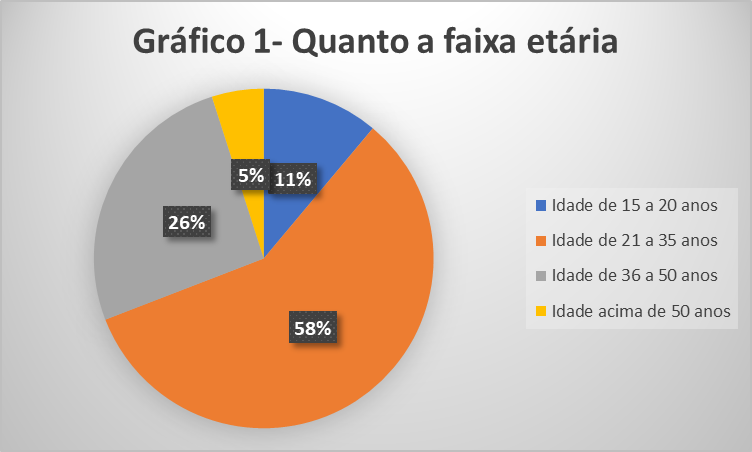 Gráfico 1- Quanto a faixa etária
5%
11%
26%
58%
Idade de 15 a 20 anos
Idade de 21 a 35 anos
Idade de 36 a 50 anos
Idade acima de 50 anos